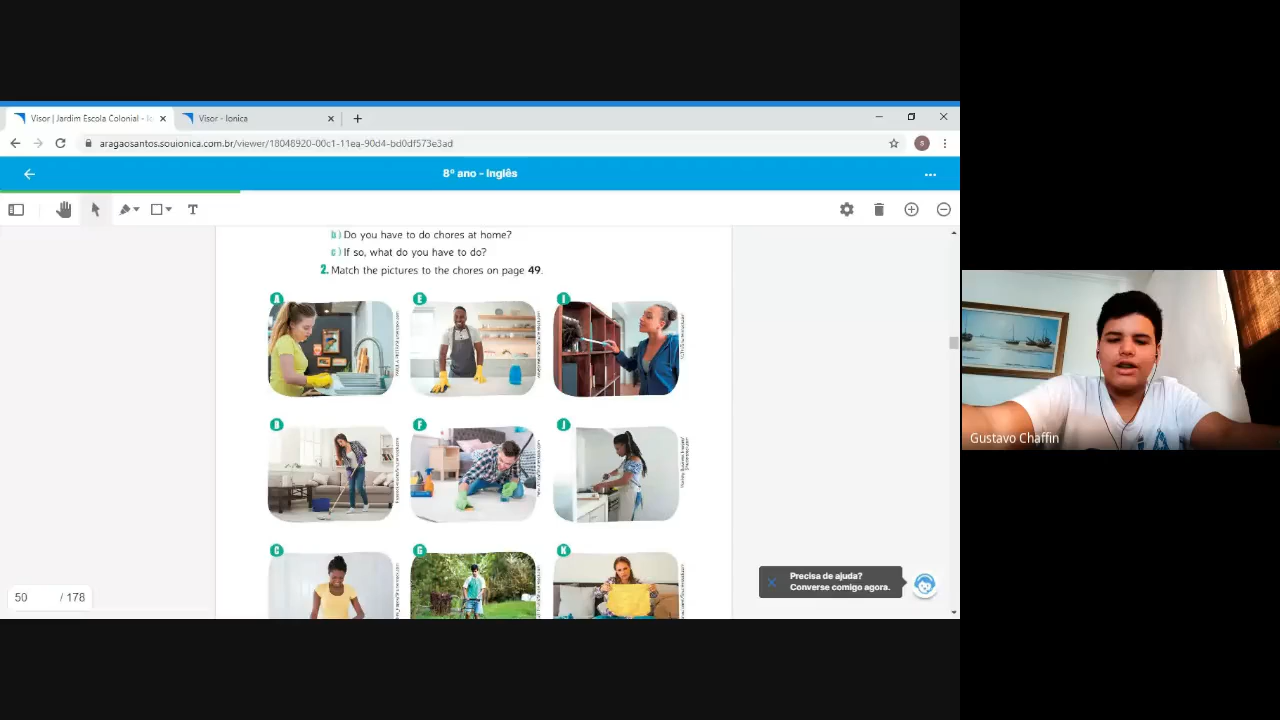 Visor | Jardim Escola Colonial - Io
Visor - Ionica
aragaosantos.souionica.com.br/viewer/18048920-00c1-11ea-90d4-bd0df573e3ad
S
8º ano - Inglês
T
b) Do you have to do chores at home?
c) If so, what do you have to do?
2. Match the pictures to the chores on page 49.
A
E
I
D
F
J
C
G
K
50 / 178
Precisa de ajuda?
Converse comigo agora.
Gustavo Chaffin